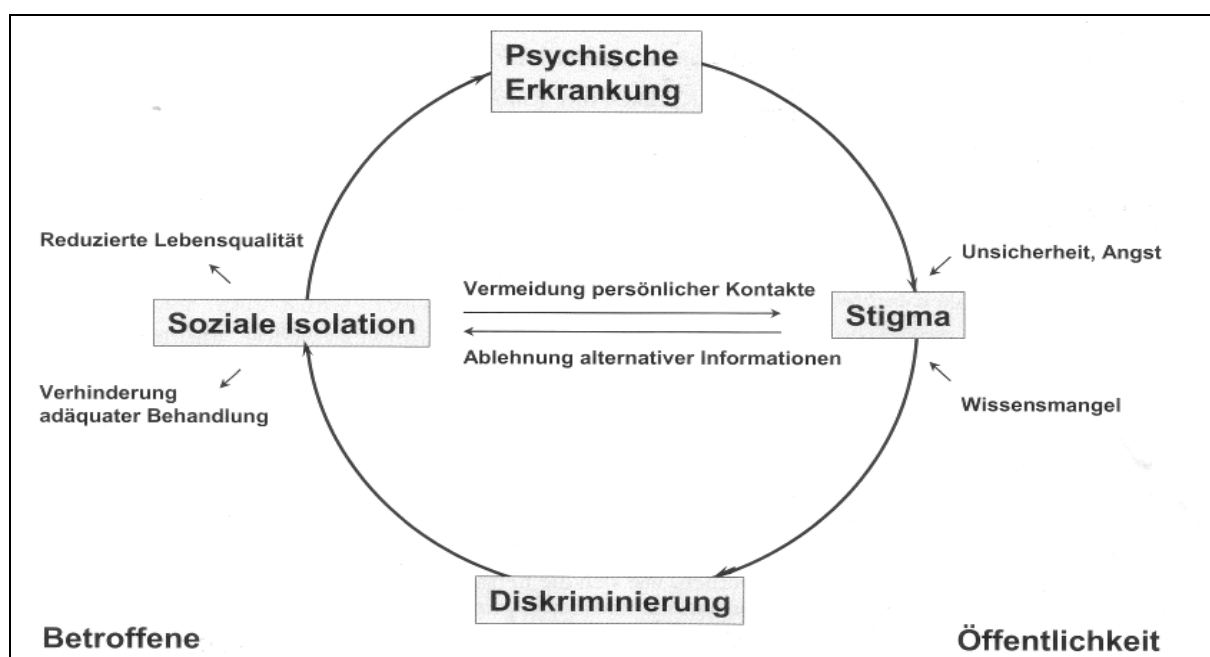 Psychische
Erkrankung
Reduzierte Lebensqualität
Unsicherheit, Angst
Vermeidung persönlicher Kontakte
Soziale Isolation
Stigma
Ablehnung alternativer Informationen
Verhinderung
adäquater Behandlung
Wissensmangel
Diskriminierung
Betroffene
Öffentlichkeit